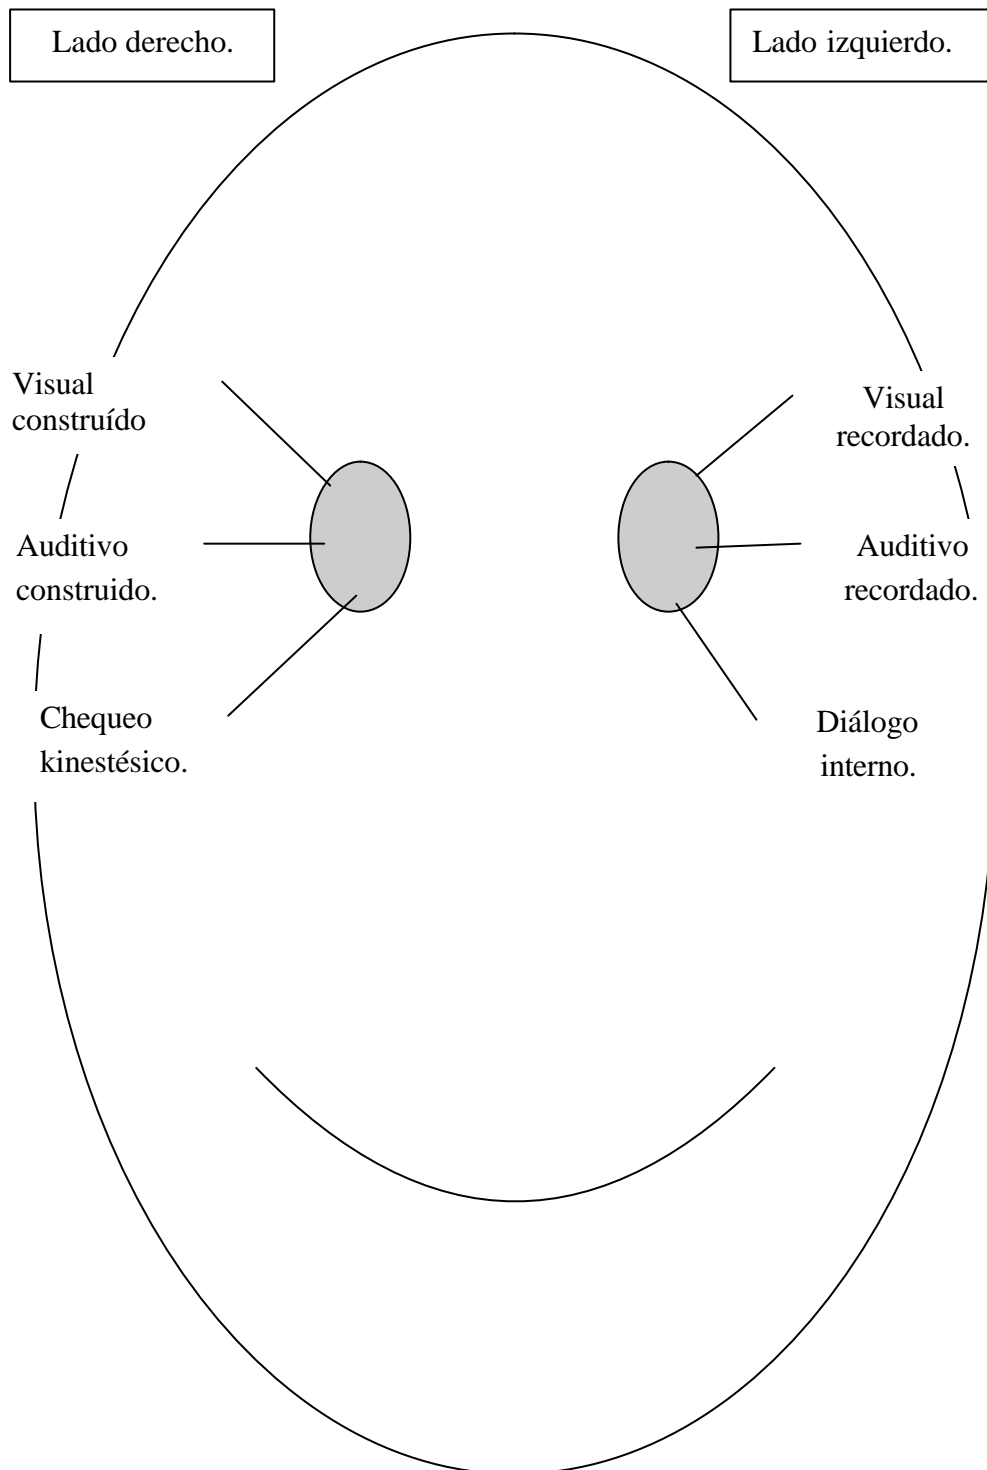 Lado derecho.
Lado izquierdo.
Visual
construído
Visual
recordado.
Auditivo
construido.
Auditivo
recordado.
Chequeo
kinestésico.
Diálogo
interno.